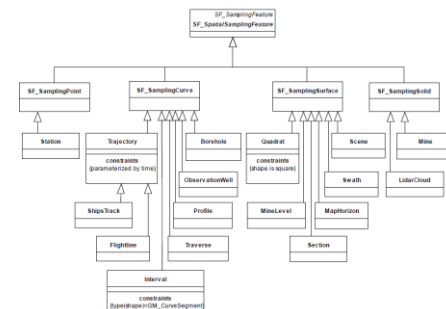 SF_SamplingFeature
SF_SpatialSamplingFeature
SF_SamplingPoint
SF_SamplingCurve
SF_SamplingSurface
SF_SamplingSolid
Station
Trajectory
constraints
{parameterized by time}
Borehole
Quadrat
constraints
{shape is square}
Scene
Mine
ObservationWell
Swath
LidarCloud
ShipsTrack
Profile
MineLevel
MapHorizon
Flightline
Traverse
Section
Interval
constraints
{type(shape)=GM_CurveSegment}